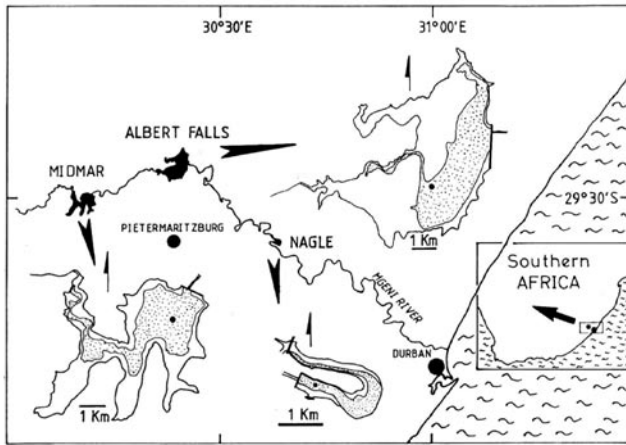 30°30'E
31°00'E
ALBERT FALLS
MIDMAR
29°30'S
PIETERMARITZBURG
NAGLE
1 Km
Southern
AFRICA
MGENI RIVER
DURBAN
1 Km
1 Km